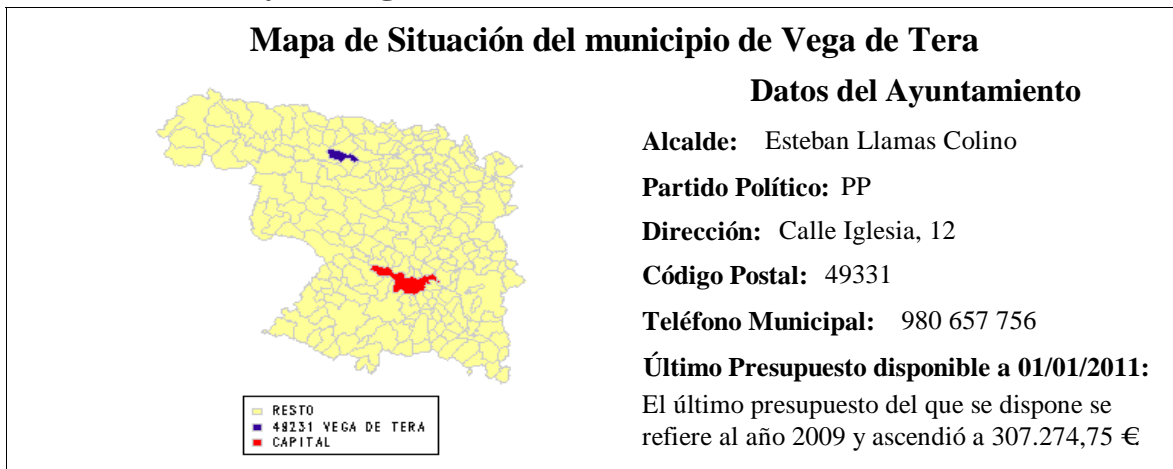 Mapa de Situación del municipio de Vega de Tera
Datos del Ayuntamiento
Alcalde: Esteban Llamas Colino
Partido Político: PP
Dirección: Calle Iglesia, 12
Código Postal: 49331
Teléfono Municipal: 980 657 756
Último Presupuesto disponible a 01/01/2011:
El último presupuesto del que se dispone se
refiere al año 2009 y ascendió a 307.274,75 €
RESTO
49231 VEGA DE TERA
CAPITAL